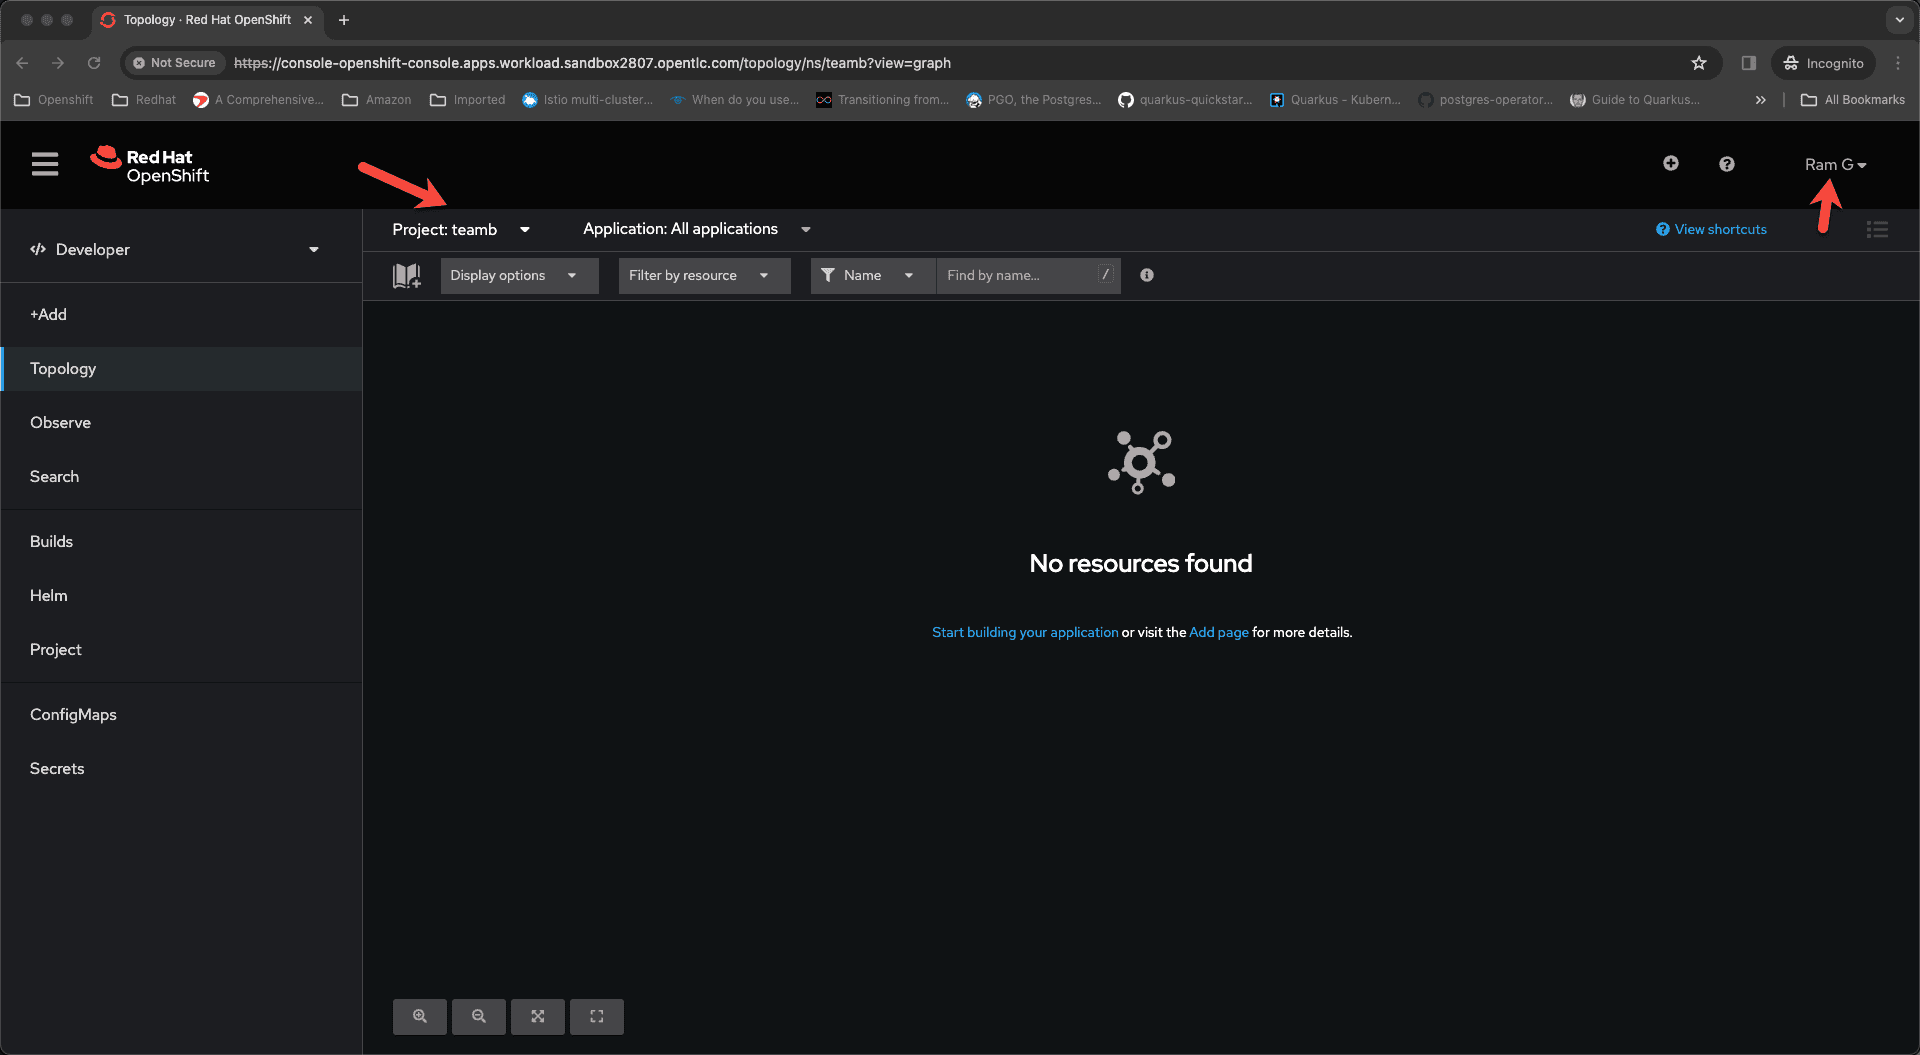 Topology · Red Hat OpenShift
Not Secure
https://console-openshift-console.apps.workload.sandbox2807.opentlc.com/topology/ns/teamb?view=graph
Incognito
Openshift
Redhat
A Comprehensive...
Amazon
Imported
Istio multi-cluster...
When do you use...
Transitioning from...
PGO, the Postgres...
quarkus-quickstar...
Quarkus - Kubern...
postgres-operator...
Guide to Quarkus...
All Bookmarks
Red Hat
OpenShift
Ram G
Developer
Project: teamb
Application: All applications
View shortcuts
Display options
Filter by resource
Name
Find by name...
/
+Add
Topology
Observe
Search
Builds
Helm
Project
ConfigMaps
Secrets
No resources found
Start building your application or visit the Add page for more details.